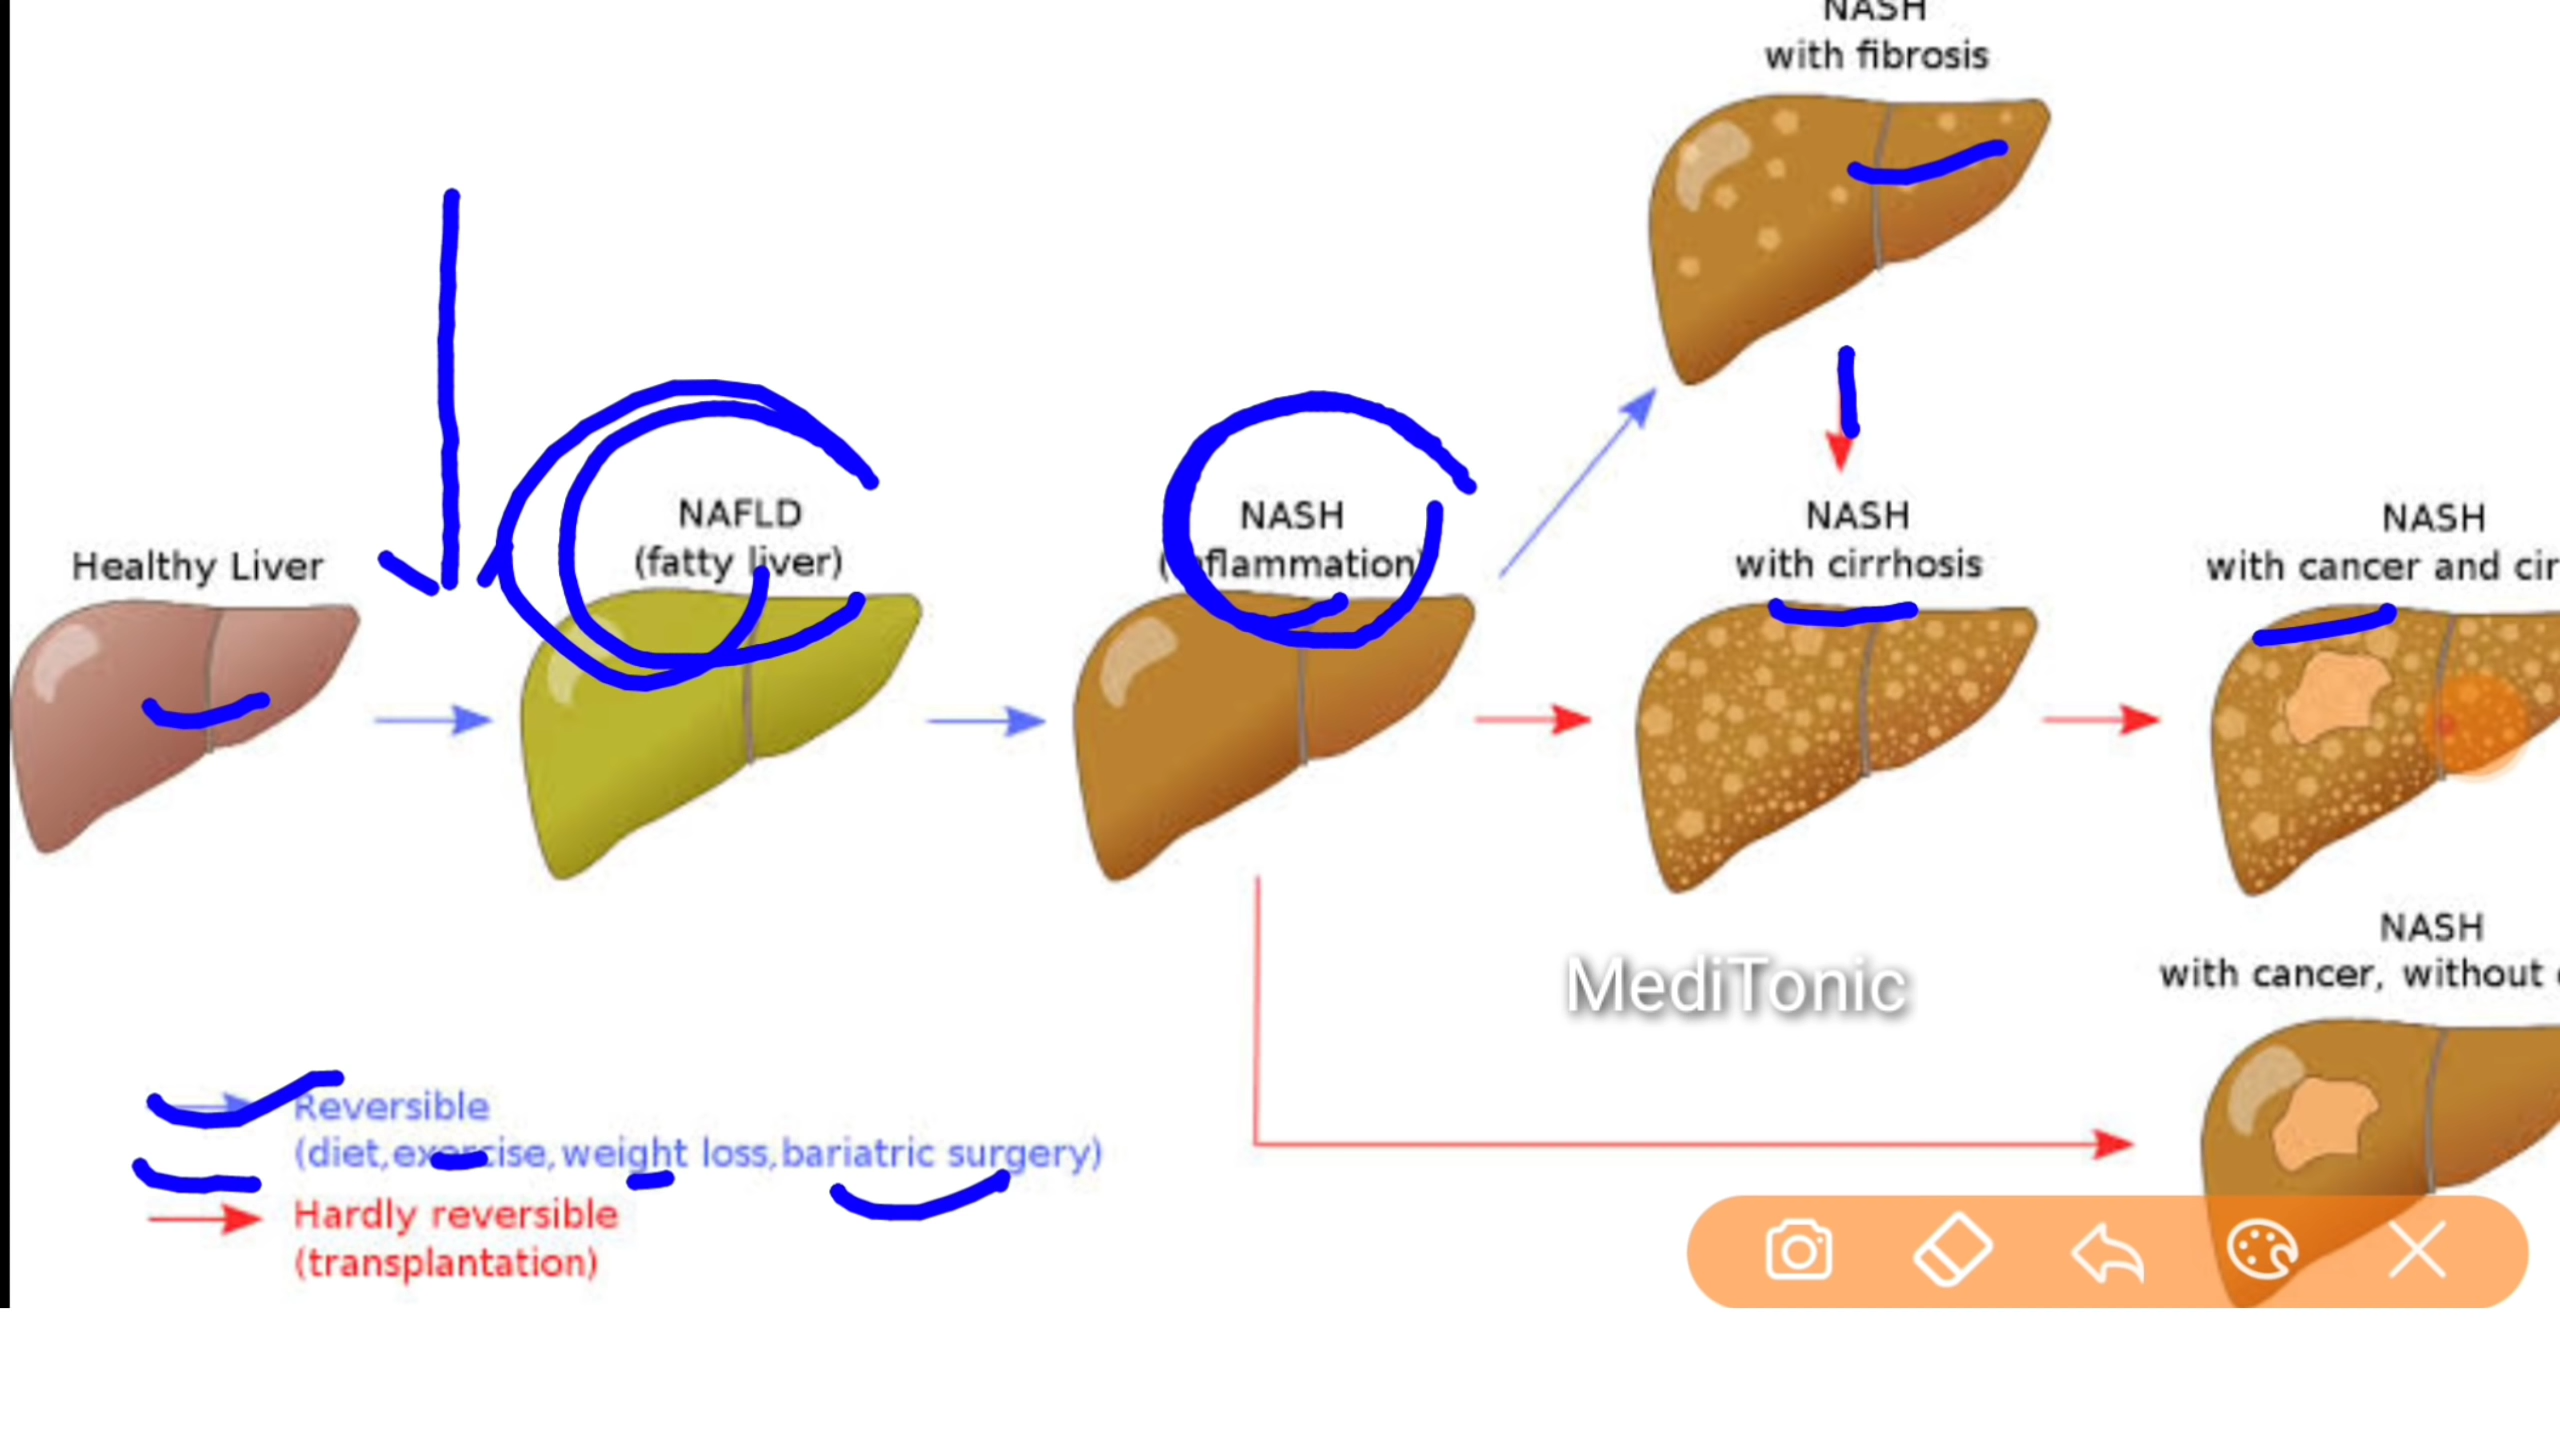 NASH
with fibrosis
Healthy Liver
NAFLD
(fatty liver)
NASH
flammation)
NASH
with cirrhosis
NASH
with cancer and cir
NASH
with cancer, without
MediTonic
Reversible
(diet,exercise,weight loss,bariatric surgery)
Hardly reversible
(transplantation)